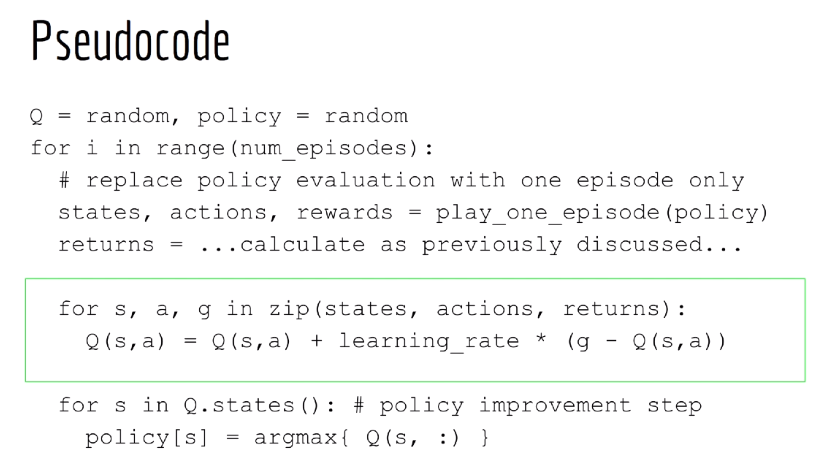 Pseudocode
Q = random, policy = random
for i in range(num_episodes):
# replace policy evaluation with one episode only
states, actions, rewards = play_one_episode(policy)
returns = ...calculate as previously discussed...
for s, a, g in zip(states, actions, returns):
Q(s,a) = Q(s,a) + learning_rate * (g - Q(s,a))
for s in Q.states(): # policy improvement step
policy[s] = argmax{ Q(s, :) }